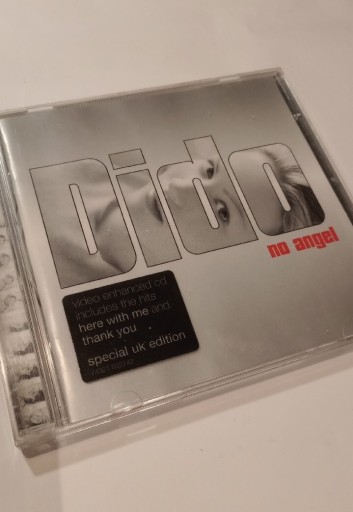 Dido
no angel
video enhanced cd
includes the hits
here with me and
thank you
special uk edition